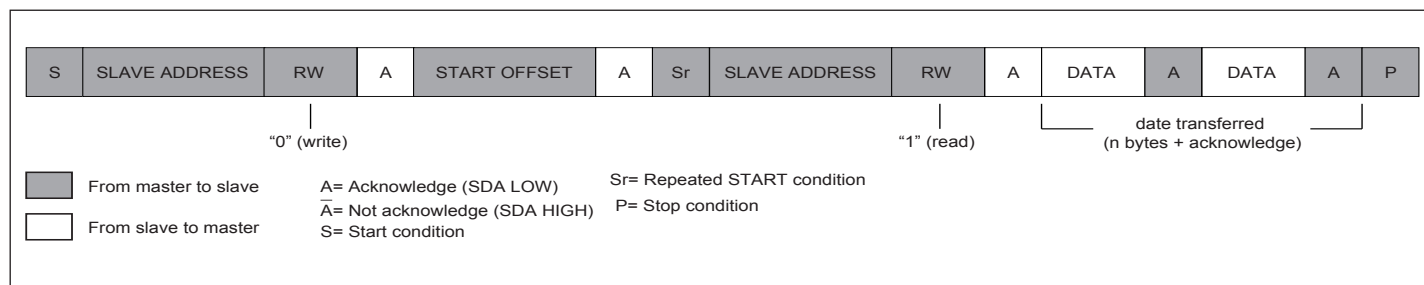 S SLAVE ADDRESS RW A START OFFSET A Sr SLAVE ADDRESS RW A DATA A DATA A P
“0” (write) “1” (read) date transferred
(n bytes + acknowledge)
From master to slave
From slave to master
A= Acknowledge (SDA LOW)
A̅= Not acknowledge (SDA HIGH)
S= Start condition
Sr= Repeated START condition
P= Stop condition